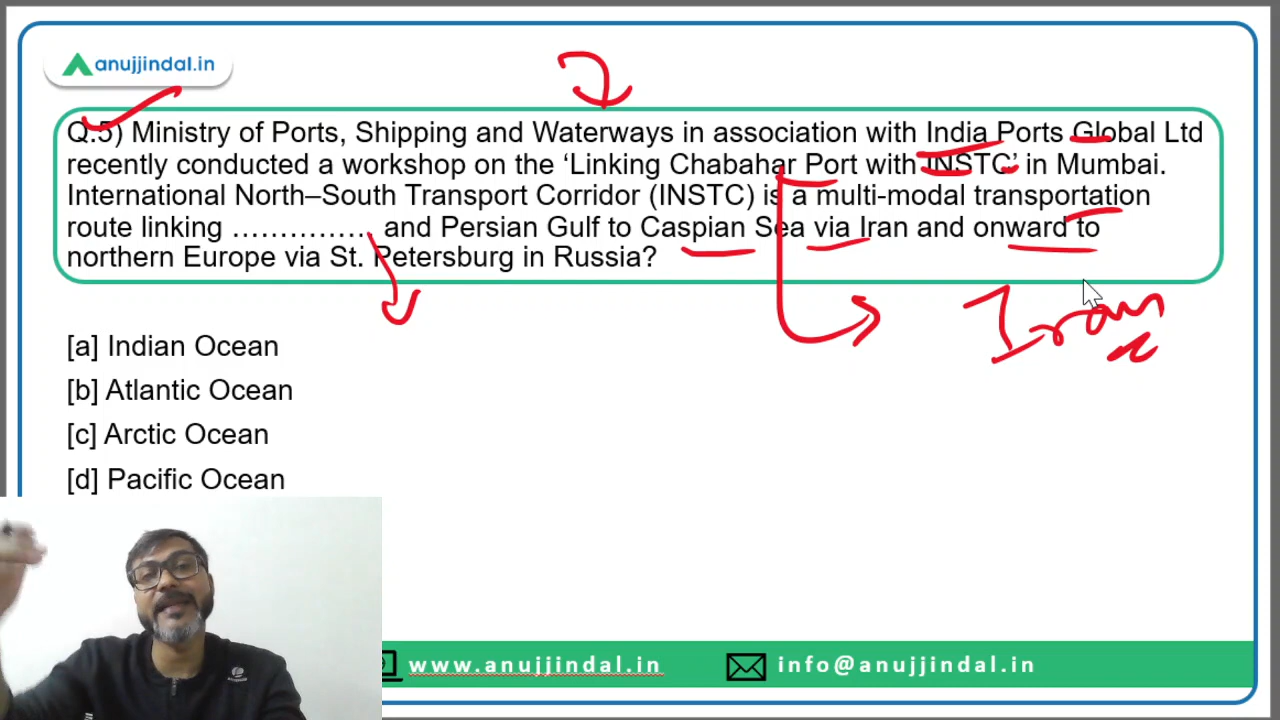 anujjindal.in
Q.5) Ministry of Ports, Shipping and Waterways in association with India Ports Global Ltd
recently conducted a workshop on the ‘Linking Chabahar Port with INSTC’ in Mumbai.
International North–South Transport Corridor (INSTC) is a multi-modal transportation
route linking ……………. and Persian Gulf to Caspian Sea via Iran and onward to
northern Europe via St. Petersburg in Russia?
Iran
[a] Indian Ocean
[b] Atlantic Ocean
[c] Arctic Ocean
[d] Pacific Ocean
www.anujjindal.in
info@anujjindal.in